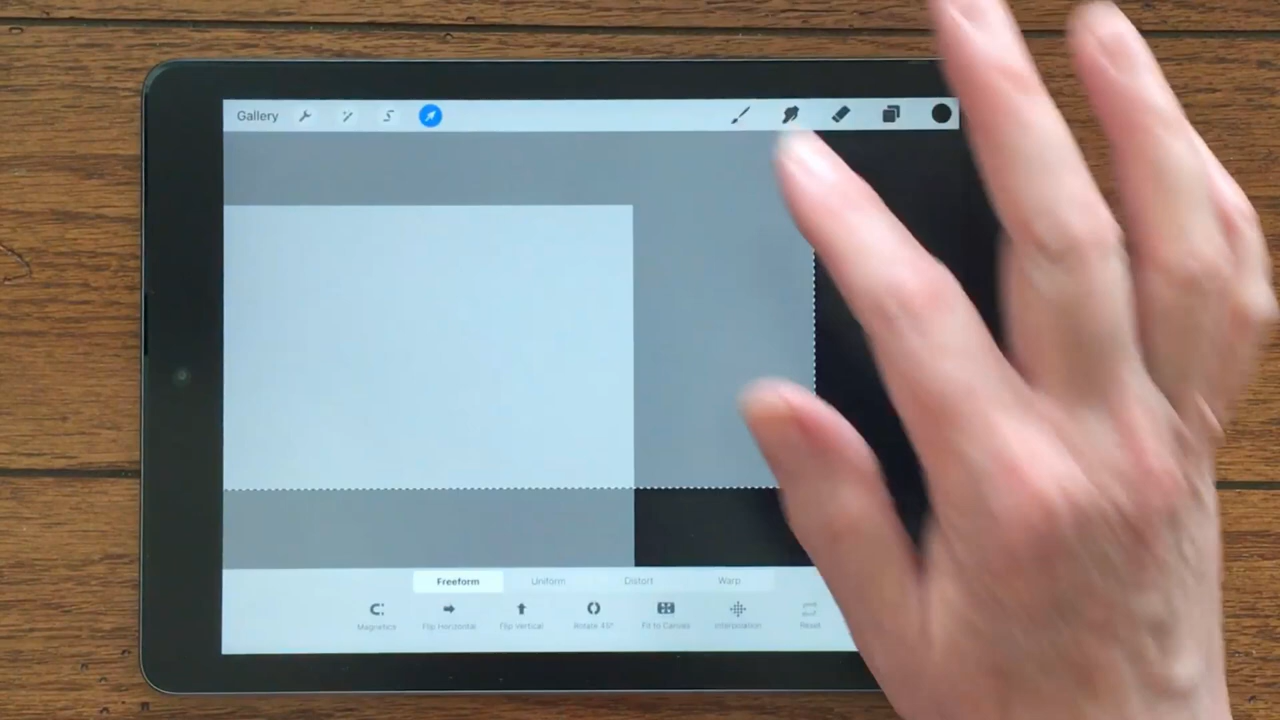 Gallery
Freeform Uniform Distort Warp
Magnetics Flip Horizontal Flip Vertical Rotate 45° Fit to Canvas Interpolation Reset